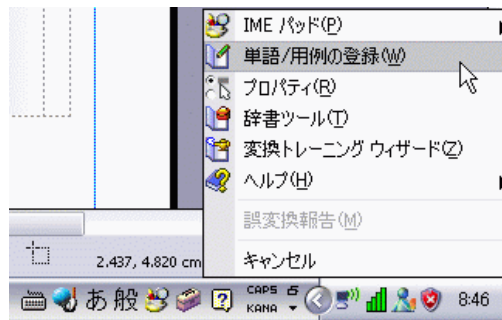 IME パッド(P)
単語/用例の登録(W)
プロパティ(R)
辞書ツール(T)
変換トレーニング ウィザード(Z)
ヘルプ(H)
誤変換報告(M)
キャンセル
2.437, 4.820 cm
あ 般 CAPS KANA 8:46